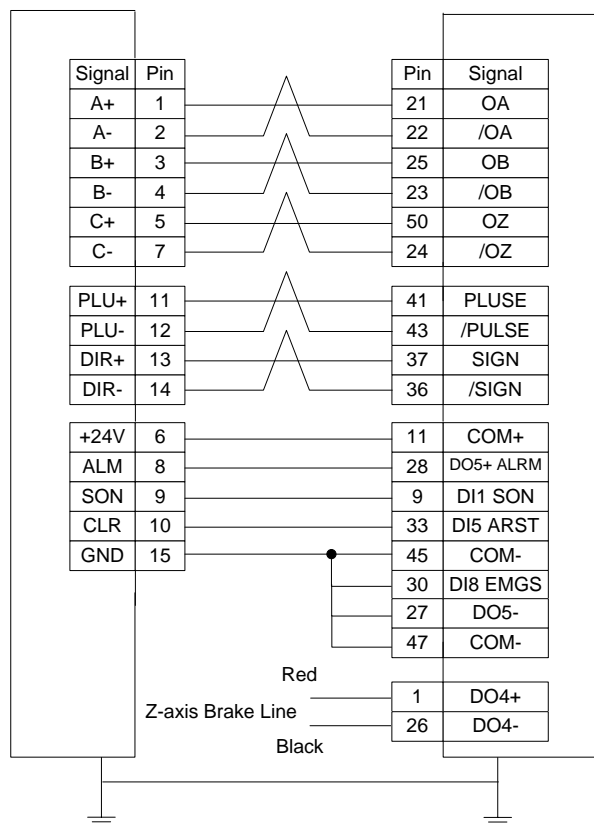 Signal Pin Pin Signal
A+ 1 21 OA
A- 2 22 /OA
B+ 3 25 OB
B- 4 23 /OB
C+ 5 50 OZ
C- 7 24 /OZ
PLU+ 11 41 PLUSE
PLU- 12 43 /PULSE
DIR+ 13 37 SIGN
DIR- 14 36 /SIGN
+24V 6 11 COM+
ALM 8 28 DO5+ ALRM
SON 9 9 DI1 SON
CLR 10 33 DI5 ARST
GND 15 45 COM-
30 DI8 EMGS
27 DO5-
47 COM-
Red
1 DO4+
Z-axis Brake Line
26 DO4-
Black